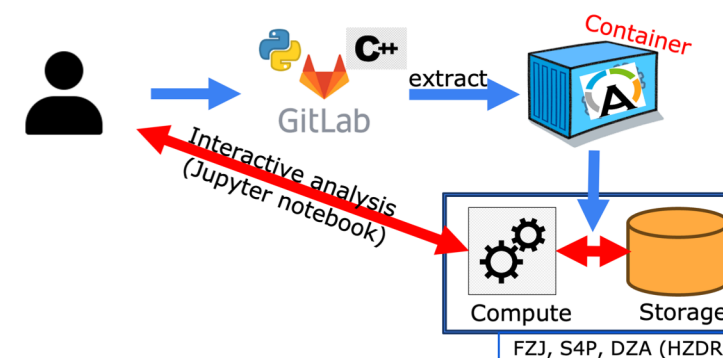 Container
C++
extract
GitLab
A
Interactive analysis
(Jupyter notebook)
Compute
Storage
FZJ, S4P, DZA (HZDR